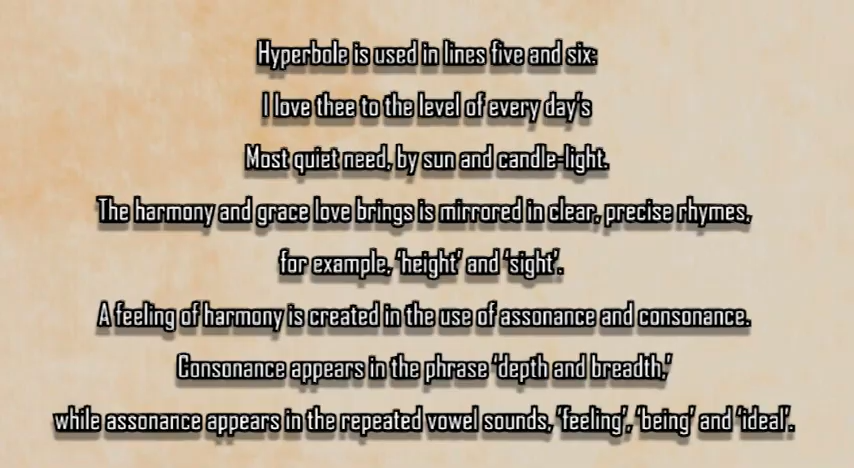 Hyperbole is used in lines five and six:
I love thee to the level of every day's
Most quiet need, by sun and candle-light.
The harmony and grace love brings is mirrored in clear, precise rhymes,
for example, 'height' and 'sight'.
A feeling of harmony is created in the use of assonance and consonance.
Consonance appears in the phrase 'depth and breadth,'
while assonance appears in the repeated vowel sounds, 'feeling', 'being' and 'ideal'.